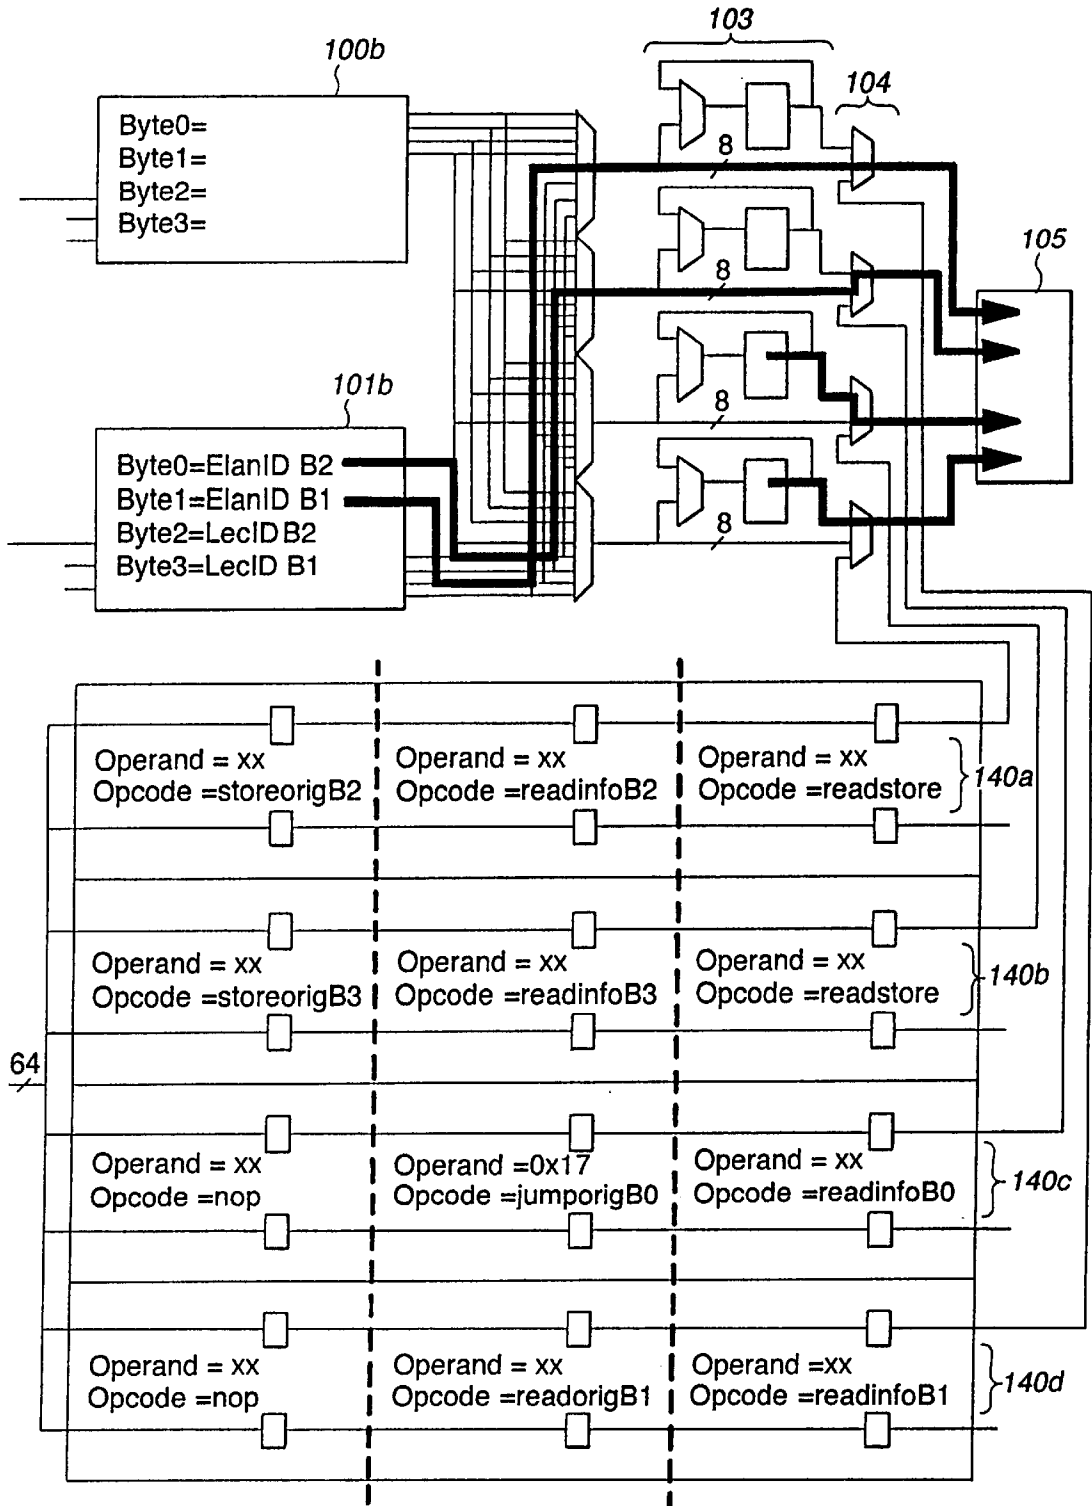 103
100b
104
Byte0=
Byte1=
Byte2=
Byte3=
8
105
8
101b
8
Byte0=ElanID B2
Byte1=ElanID B1
Byte2=LecID B2
Byte3=LecID B1
8
Operand = xx
Opcode =storeorigB2
Operand = xx
Opcode =readinfoB2
Operand = xx
Opcode =readstore
140a
Operand = xx
Opcode =storeorigB3
Operand = xx
Opcode =readinfoB3
Operand = xx
Opcode =readstore
140b
64
Operand = xx
Opcode =nop
Operand =0x17
Opcode =jumporigB0
Operand = xx
Opcode =readinfoB0
140c
Operand = xx
Opcode =nop
Operand = xx
Opcode =readorigB1
Operand =xx
Opcode =readinfoB1
140d